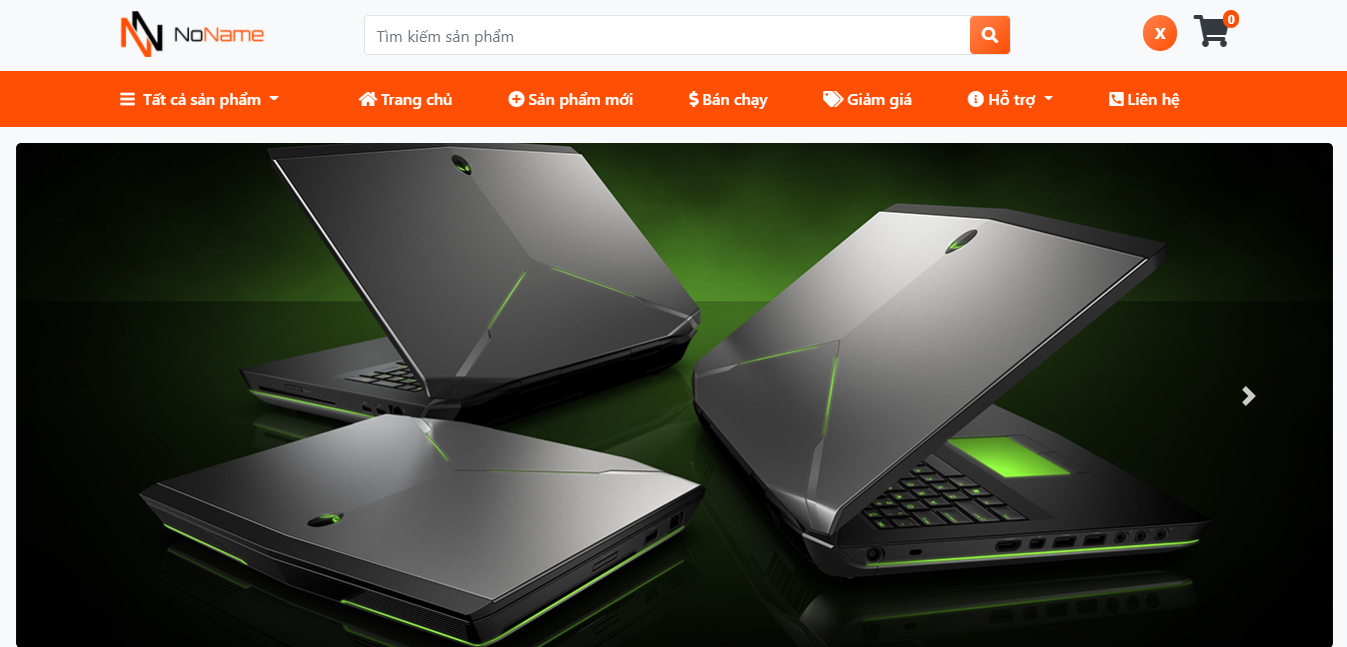 NoName
Tìm kiếm sản phẩm
X
0
Tất cả sản phẩm
Trang chủ
Sản phẩm mới
Bán chạy
Giảm giá
Hỗ trợ
Liên hệ